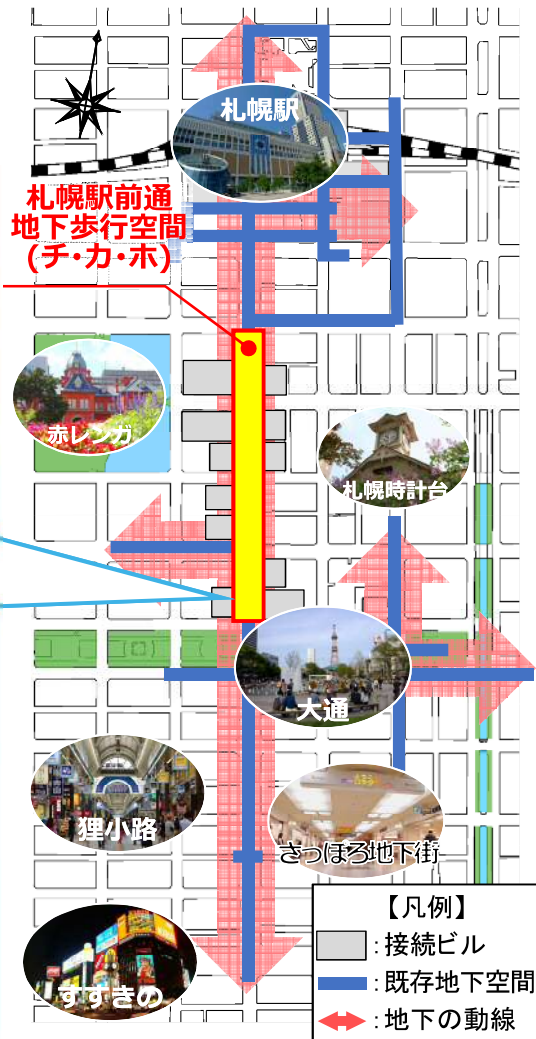 札幌駅
札幌駅前通
地下歩行空間
(チ・カ・ホ)
赤レンガ
札幌時計台
大通
狸小路
さっぽろ地下街
すすきの
【凡例】
：接続ビル
：既存地下空間
：地下の動線